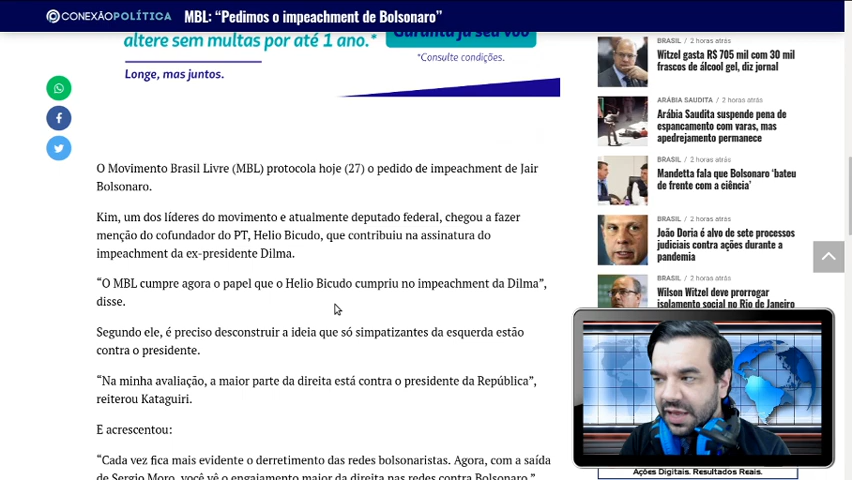 CONEXÃOPOLÍTICA
MBL: “Pedimos o impeachment de Bolsonaro”
altere sem multas por até 1 ano.*
Garanta já seu voo
*Consulte condições.
Longe, mas juntos.
O Movimento Brasil Livre (MBL) protocola hoje (27) o pedido de impeachment de Jair
Bolsonaro.
Kim, um dos líderes do movimento e atualmente deputado federal, chegou a fazer
menção do cofundador do PT, Helio Bicudo, que contribuiu na assinatura do
impeachment da ex-presidente Dilma.
“O MBL cumpre agora o papel que o Helio Bicudo cumpriu no impeachment da Dilma”,
disse.
Segundo ele, é preciso desconstruir a ideia que só simpatizantes da esquerda estão
contra o presidente.
“Na minha avaliação, a maior parte da direita está contra o presidente da República”,
reiterou Kataguiri.
E acrescentou:
“Cada vez fica mais evidente o derretimento das redes bolsonaristas. Agora, com a saída
de Sergio Moro, você vê o engajamento maior da direita nas redes contra Bolsonaro.”
BRASIL / 2 horas atrás
Witzel gasta R$ 705 mil com 30 mil
frascos de álcool gel, diz jornal
ARÁBIA SAUDITA / 2 horas atrás
Arábia Saudita suspende pena de
espancamento com varas, mas
apedrejamento permanece
BRASIL / 2 horas atrás
Mandetta fala que Bolsonaro ‘bateu
de frente com a ciência’
BRASIL / 2 horas atrás
João Doria é alvo de sete processos
judiciais contra ações durante a
pandemia
BRASIL / 2 horas atrás
Wilson Witzel deve prorrogar
isolamento social no Rio de Janeiro
Ações Digitais. Resultados Reais.